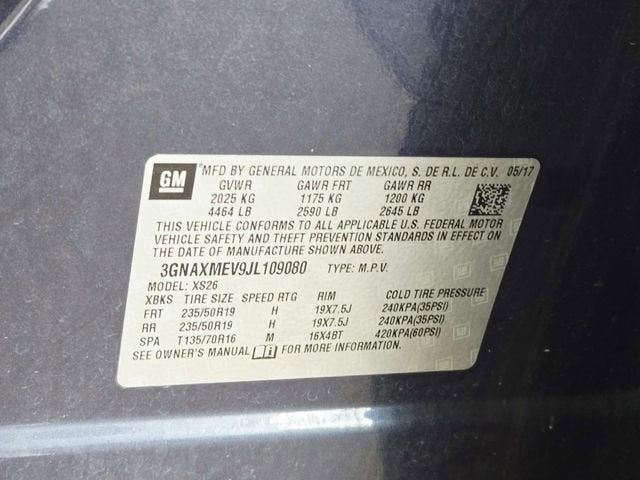 GM
MFD BY GENERAL MOTORS DE MEXICO, S. DE R.L. DE C.V. 05/17
GVWR GAWR FRT GAWR RR
2025 KG 1175 KG 1200 KG
4464 LB 2590 LB 2645 LB
THIS VEHICLE CONFORMS TO ALL APPLICABLE U.S. FEDERAL MOTOR
VEHICLE SAFETY AND THEFT PREVENTION STANDARDS IN EFFECT
ON THE DATE OF MANUFACTURE SHOWN ABOVE.
3GNAXMEV9JL109080 TYPE: M.P.V.
MODEL: XS26
XBKS TIRE SIZE SPEED RTG RIM COLD TIRE PRESSURE
FRT 235/50R19 H 19X7.5J 240KPA(35PSI)
RR 235/50R19 H 19X7.5J 240KPA(35PSI)
SPA T135/70R16 M 16X4BT 420KPA(60PSI)
SEE OWNER'S MANUAL FOR MORE INFORMATION.